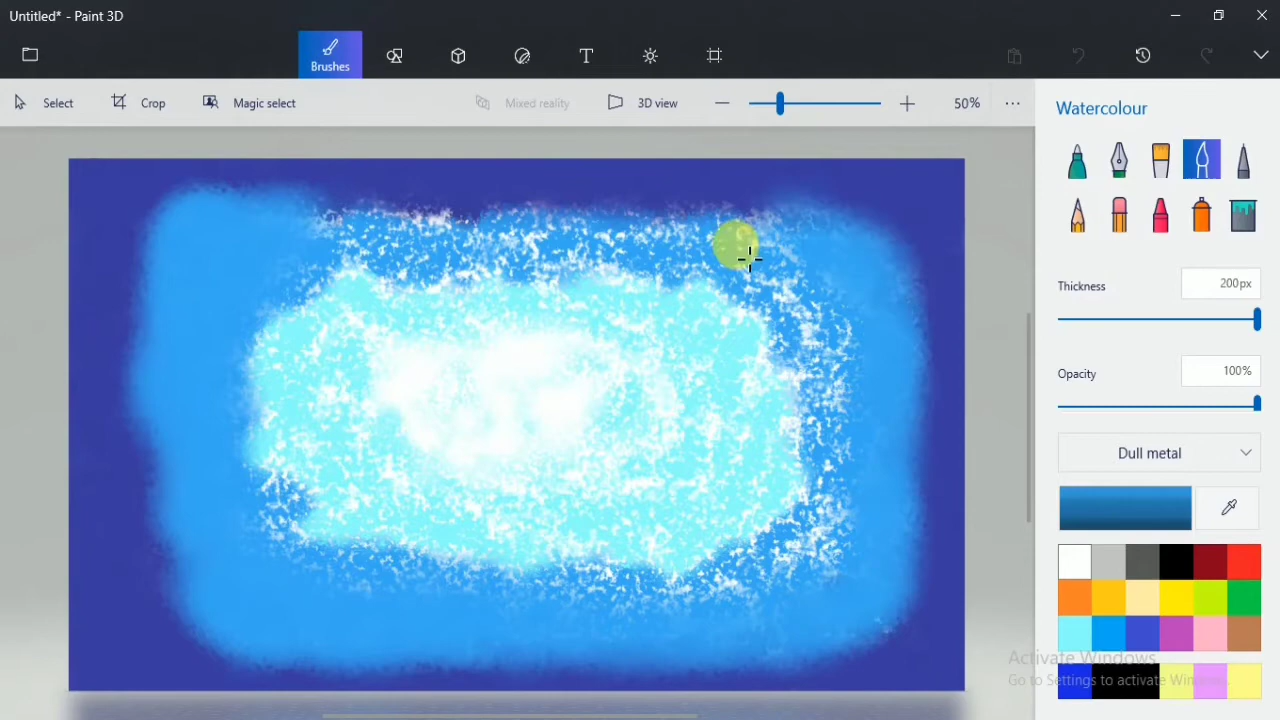 Untitled* - Paint 3D
Brushes
Select
Crop
Magic select
Mixed reality
3D view
50%
Watercolour
Thickness
200px
Opacity
100%
Dull metal
Activate Windows
Go to Settings to activate Windows.